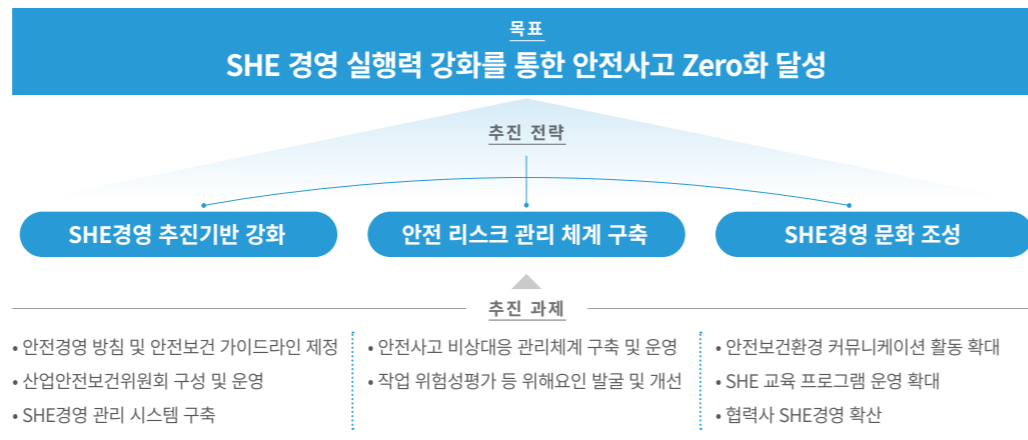 목표
SHE 경영 실행력 강화를 통한 안전사고 Zero화 달성
추진 전략
SHE경영 추진기반 강화
안전 리스크 관리 체계 구축
SHE경영 문화 조성
추진 과제
• 안전경영 방침 및 안전보건 가이드라인 제정
• 산업안전보건위원회 구성 및 운영
• SHE경영 관리 시스템 구축
• 안전사고 비상대응 관리체계 구축 및 운영
• 작업 위험성평가 등 위해요인 발굴 및 개선
• 안전보건환경 커뮤니케이션 활동 확대
• SHE 교육 프로그램 운영 확대
• 협력사 SHE경영 확산